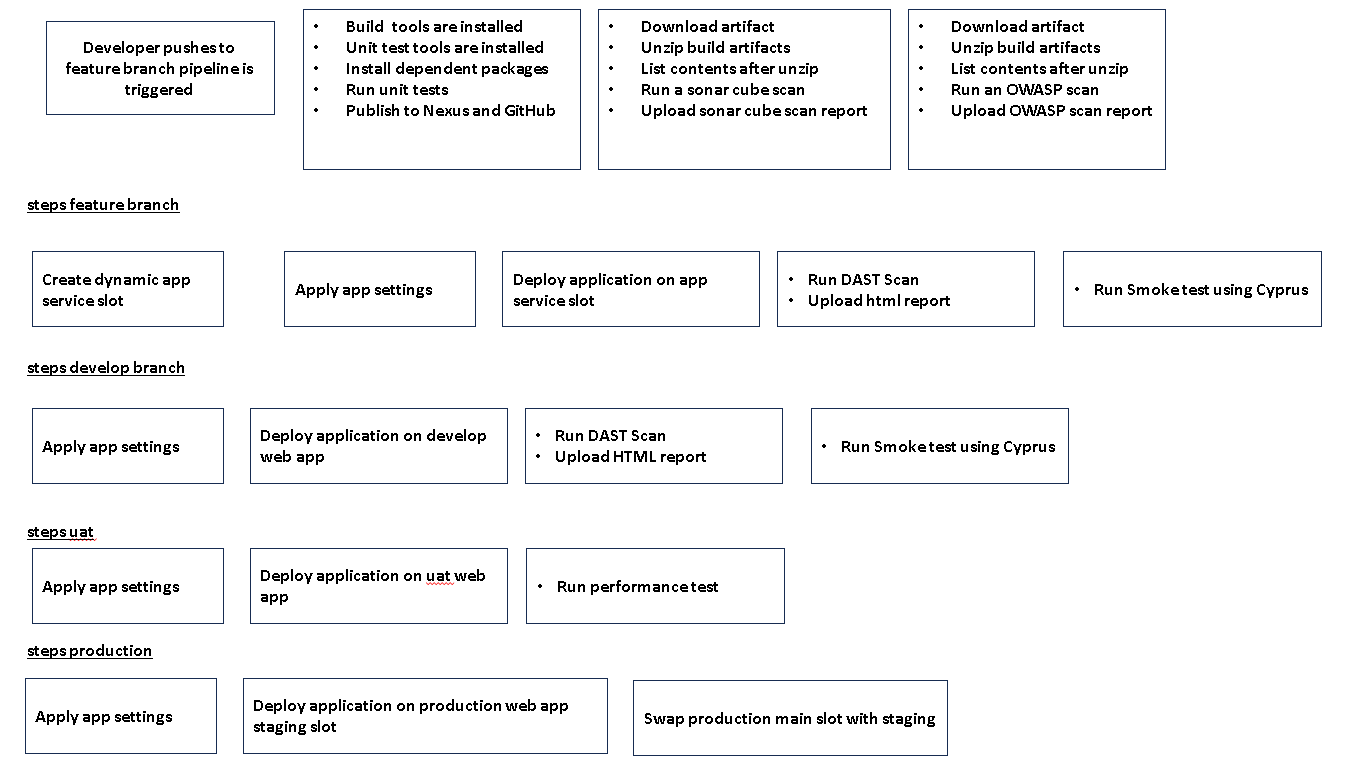 Developer pushes to
feature branch pipeline is
triggered
• Build tools are installed
• Unit test tools are installed
• Install dependent packages
• Run unit tests
• Publish to Nexus and GitHub
• Download artifact
• Unzip build artifacts
• List contents after unzip
• Run a sonar cube scan
• Upload sonar cube scan report
• Download artifact
• Unzip build artifacts
• List contents after unzip
• Run an OWASP scan
• Upload OWASP scan report
steps feature branch
Create dynamic app
service slot
Apply app settings
Deploy application on app
service slot
• Run DAST Scan
• Upload html report
• Run Smoke test using Cyprus
steps develop branch
Apply app settings
Deploy application on develop
web app
• Run DAST Scan
• Upload HTML report
• Run Smoke test using Cyprus
steps uat
Apply app settings
Deploy application on uat web
app
• Run performance test
steps production
Apply app settings
Deploy application on production web app
staging slot
Swap production main slot with staging